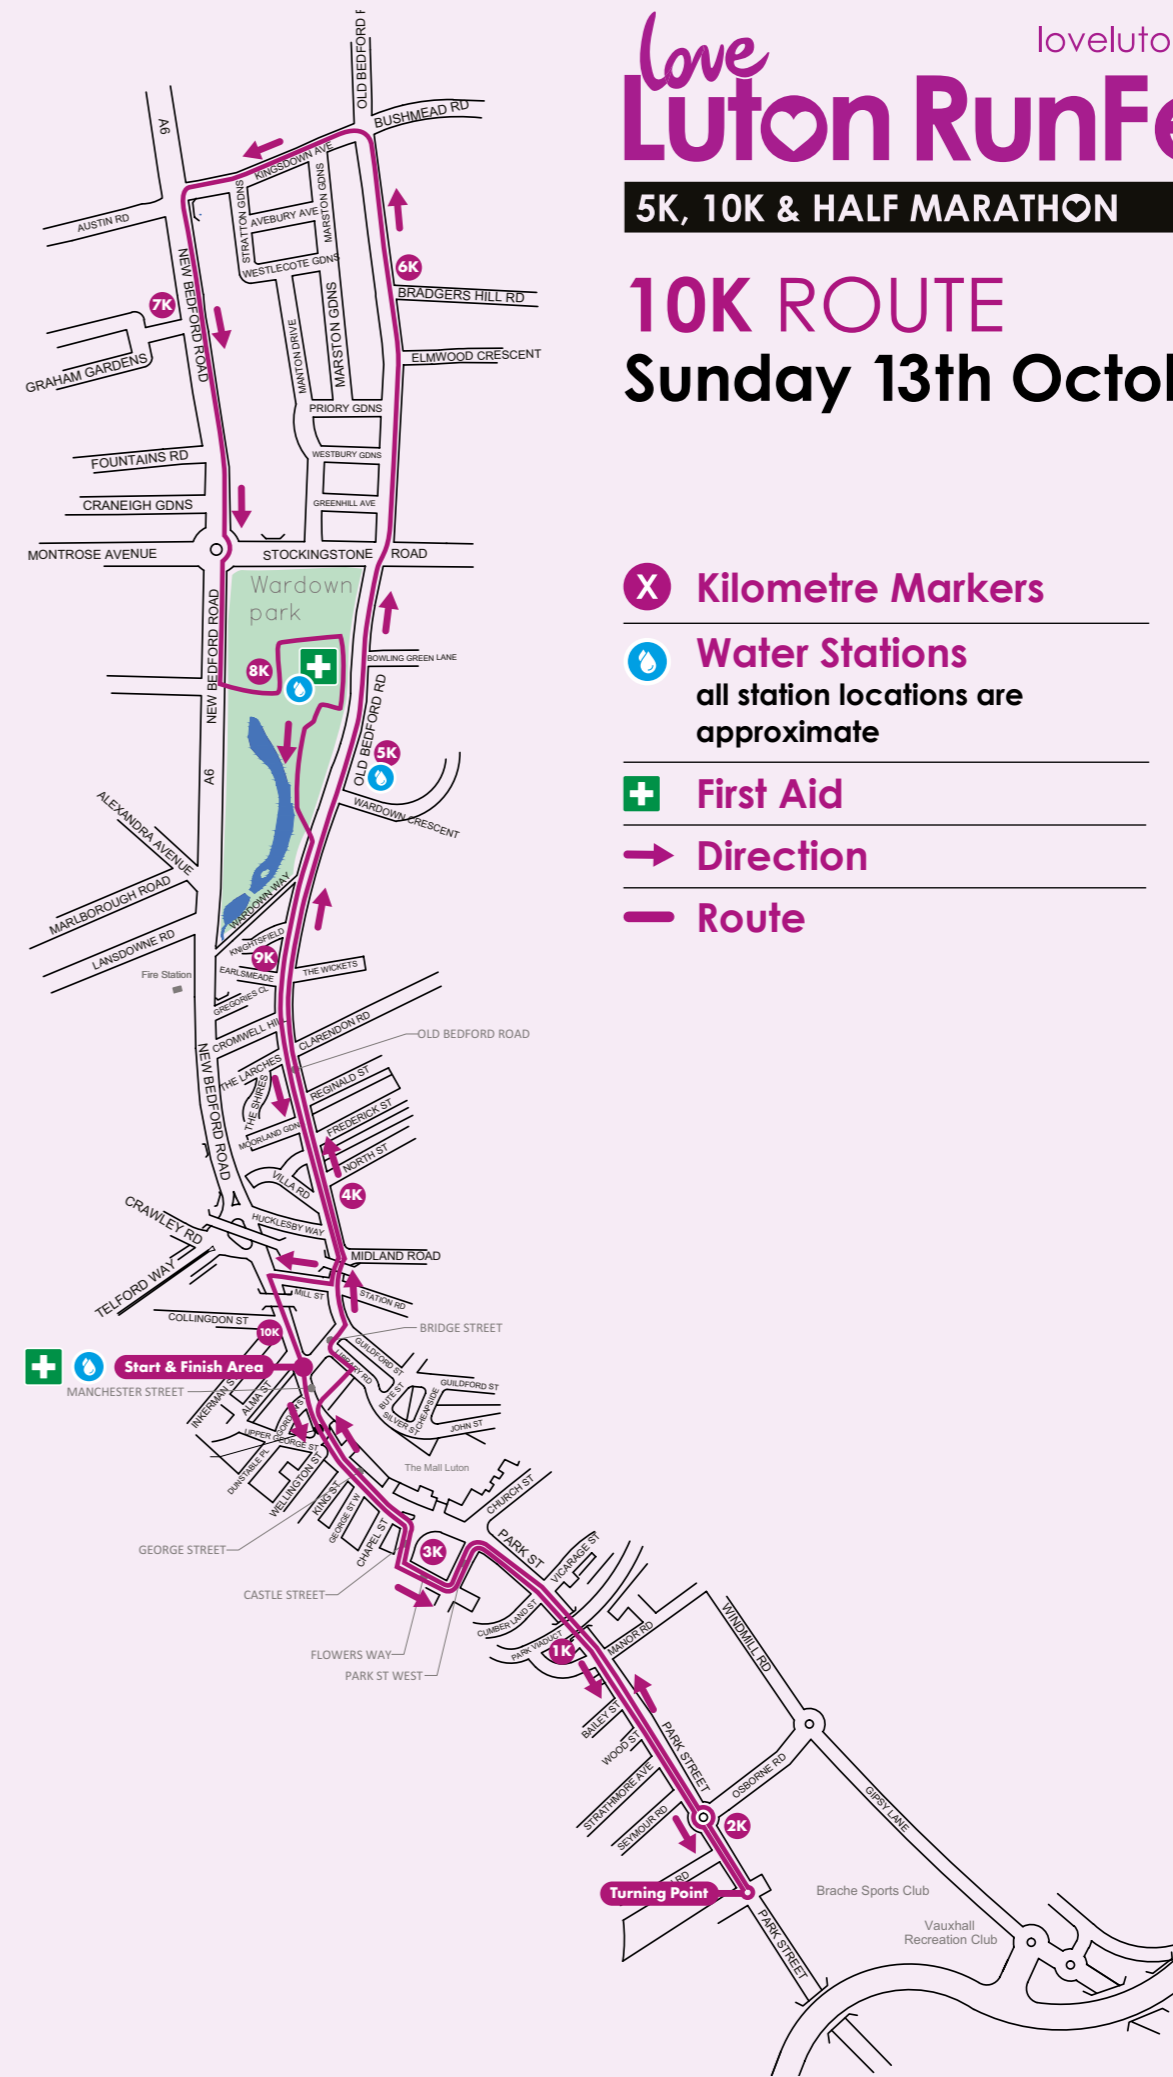 love
loveluto
Luton RunFe
5K, 10K & HALF MARATHON
10K ROUTE
Sunday 13th Octo
X Kilometre Markers
Water Stations
all station locations are
approximate
First Aid
Direction
Route
OLD BEDFORD
BUSHMEAD RD
A6
KINGSDOWN AVE
AUSTIN RD
STRATTON GDNS
AVEBURY AVE
MARSTON GDNS
WESTLECOTE GDNS
NEW BEDFORD ROAD
6K
BRADGERS HILL RD
7K
MANTON DRIVE
MARSTON GDNS
ELMWOOD CRESCENT
GRAHAM GARDENS
PRIORY GDNS
FOUNTAINS RD
WESTBURY GDNS
CRANEIGH GDNS
GREENHILL AVE
MONTROSE AVENUE
STOCKINGSTONE ROAD
Wardown
park
NEW BEDFORD ROAD
8K
BOWLING GREEN LANE
OLD BEDFORD RD
5K
A6
WARDOWN CRESCENT
ALEXANDRA AVENUE
MARLBOROUGH ROAD
WARDOWN WAY
LANSDOWNE RD
KNIGHTSFIELD
9K
Fire Station
EARLSMEADE
THE WICKETS
GREGORIES CL
CROMWELL HILL
CLARENDON RD
OLD BEDFORD ROAD
NEW BEDFORD ROAD
THE LARCHES
THE SHIRES
REGINALD ST
MOORLAND GDN
FREDERICK ST
NORTH ST
VILLA RD
4K
CRAWLEY RD
HUCKLESBY WAY
MIDLAND ROAD
TELFORD WAY
MILL ST
STATION RD
COLLINGDON ST
10K
BRIDGE STREET
GUILDFORD ST
LIBRARY RD
Start & Finish Area
MANCHESTER STREET
INKERMAN S
ALMA ST
GORDON ST
BUTE ST
CHEAPSIDE
GUILDFORD ST
SILVER ST
JOHN ST
UPPER GEORGE ST
DUNSTABLE PL
WELLINGTON ST
The Mall Luton
KING ST
GEORGE ST W
CHURCH ST
GEORGE STREET
CHAPEL ST
3K
PARK ST
VICARAGE ST
CASTLE STREET
CUMBER LAND ST
FLOWERS WAY
PARK VIADUCT
1K
MANOR RD
WINDMILL RD
PARK ST WEST
BAILEY ST
WOOD ST
PARK STREET
STRATHMORE AVE
OSBORNE RD
SEYMOUR RD
GIPSY LANE
2K
RD
Turning Point
Brache Sports Club
PARK STREET
Vauxhall
Recreation Club